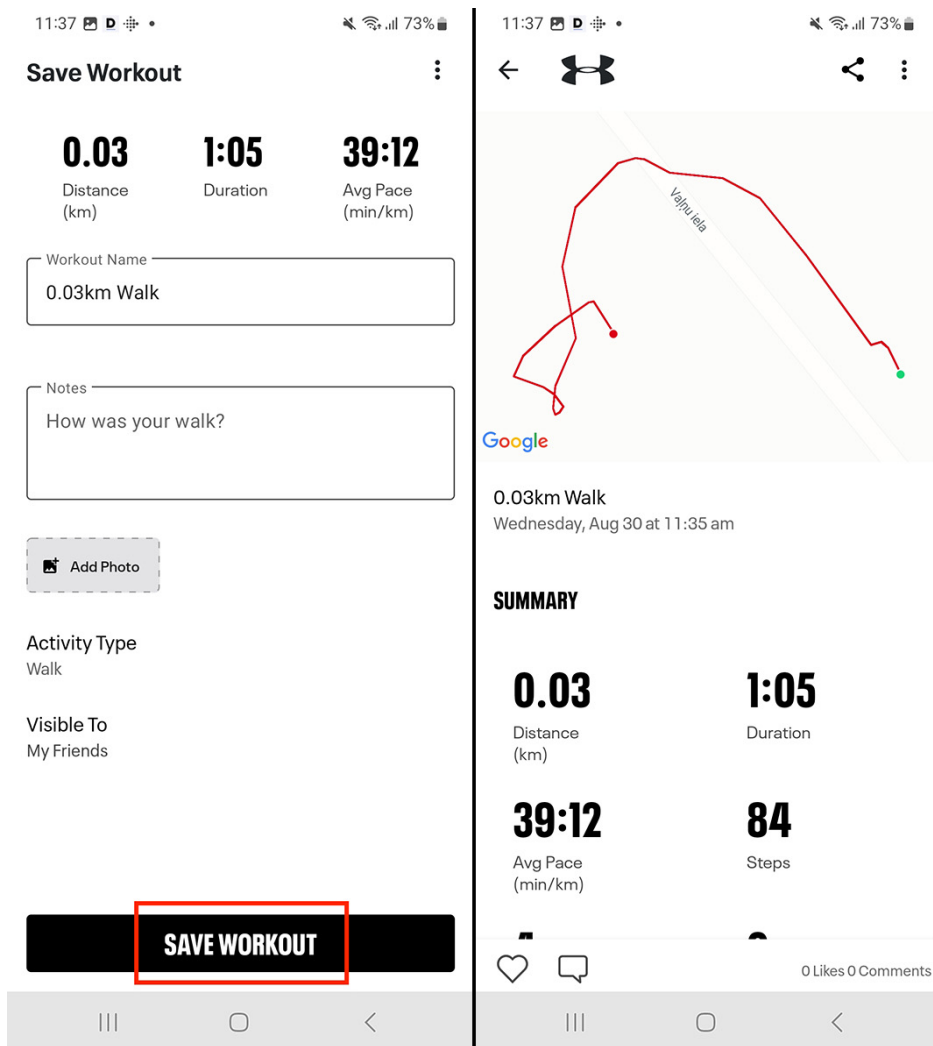 11:37 D
73%
Save Workout
0.03
1:05
39:12
Distance
(km)
Duration
Avg Pace
(min/km)
Workout Name
0.03km Walk
Notes
How was your walk?
Add Photo
Activity Type
Walk
Visible To
My Friends
SAVE WORKOUT
11:37 D
73%
Vaļņu iela
Google
0.03km Walk
Wednesday, Aug 30 at 11:35 am
SUMMARY
0.03
1:05
Distance
(km)
Duration
39:12
84
Avg Pace
(min/km)
Steps
0 Likes 0 Comments